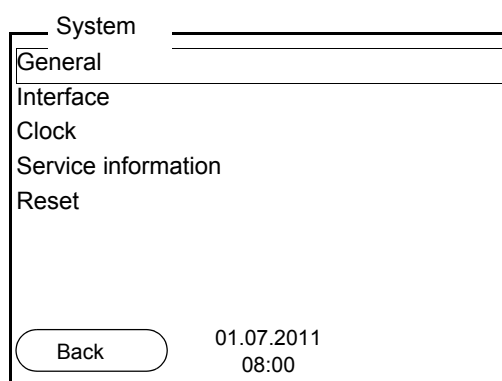 System
General
Interface
Clock
Service information
Reset
Back
01.07.2011
08:00